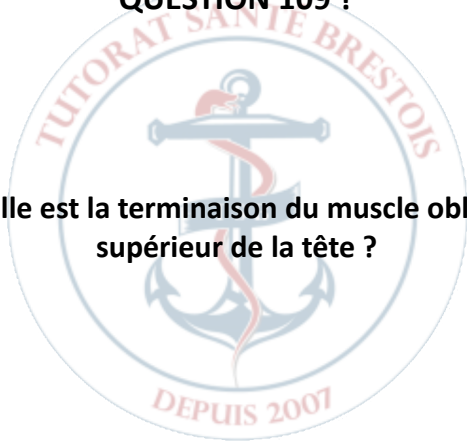 QUESTION 109 ?
TUTORAT SANTÉ BRESTOIS
lle est la terminaison du muscle obl
supérieur de la tête ?
DEPUIS 2007